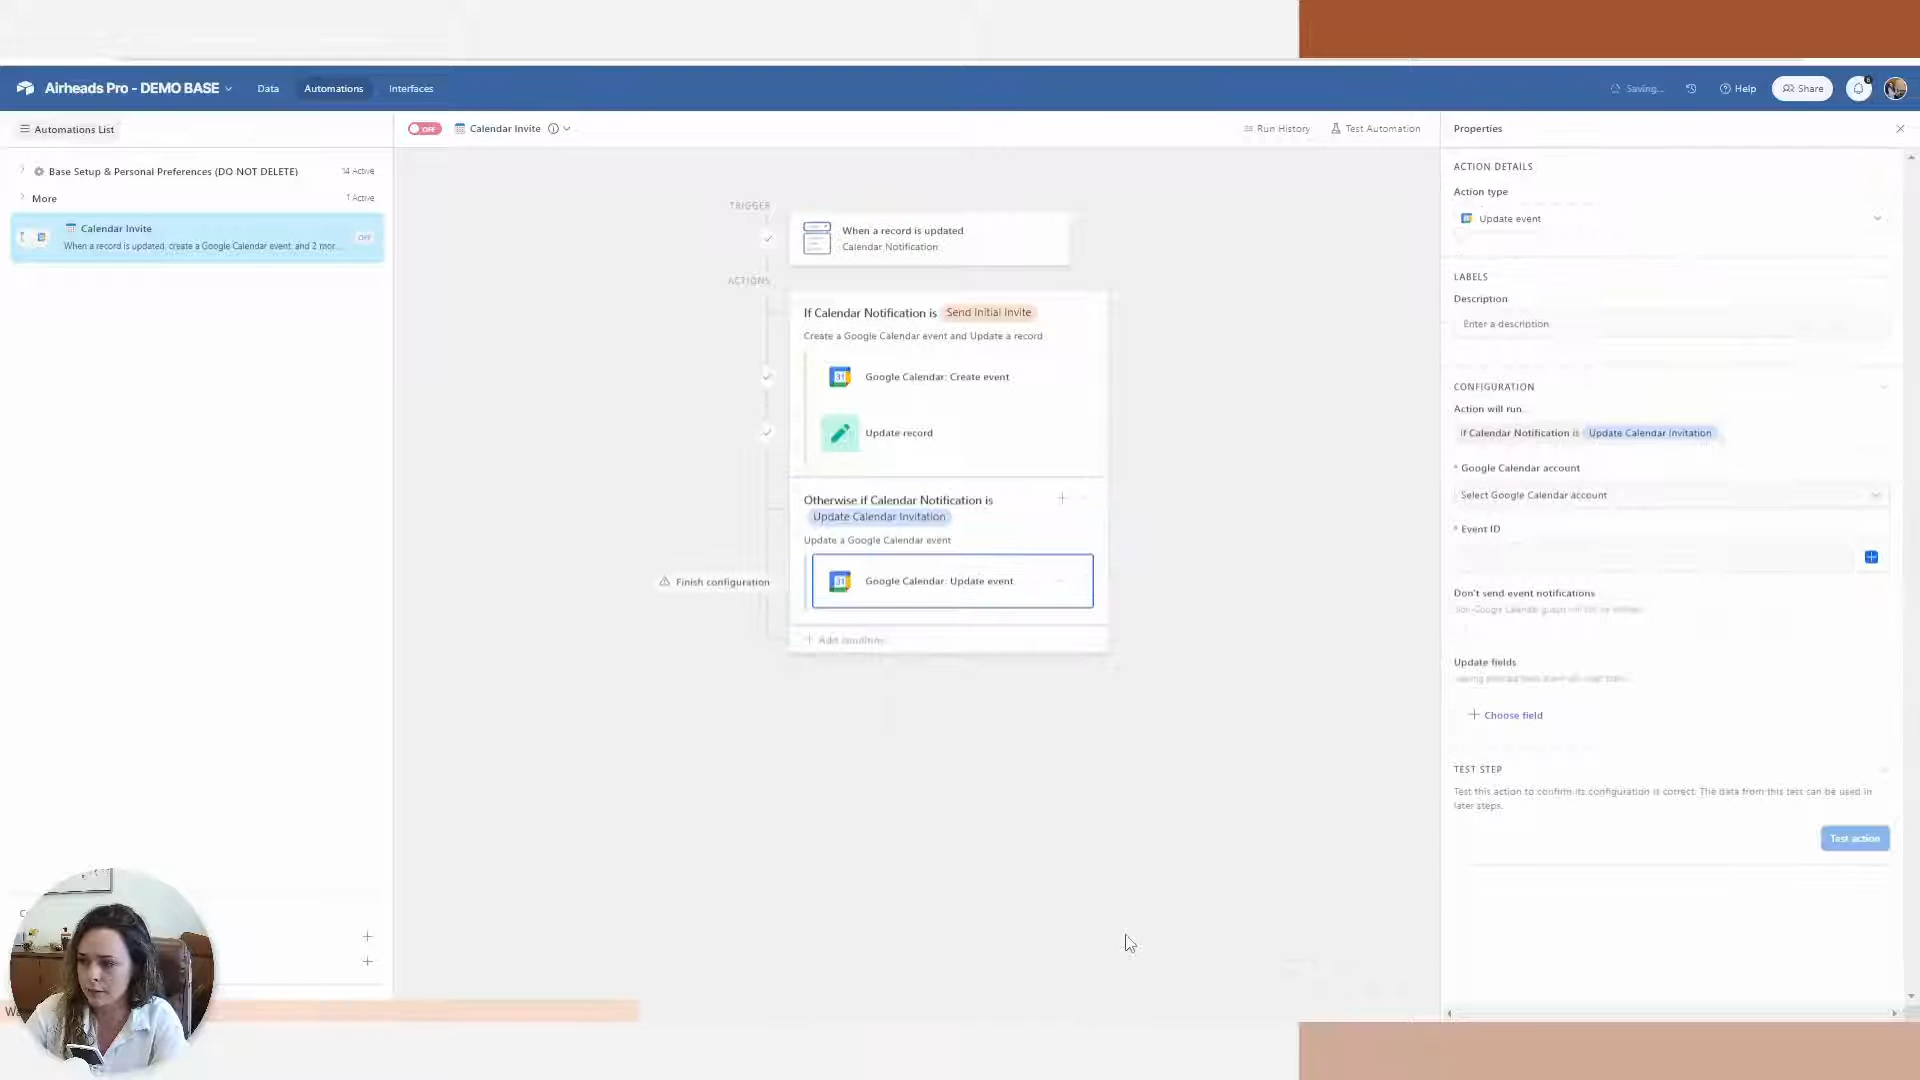 Airheads Pro - DEMO BASE
Data
Automations
Interfaces
Saving...
Help
Share
6
Automations List
OFF
Calendar Invite
Run History
Test Automation
Properties
Base Setup & Personal Preferences (DO NOT DELETE)
14 Active
More
1 Active
Calendar Invite
When a record is updated, create a Google Calendar event, and 2 mor...
OFF
TRIGGER
When a record is updated
Calendar Notification
ACTIONS
If Calendar Notification is Send Initial Invite
Create a Google Calendar event and Update a record
31
Google Calendar: Create event
Update record
Otherwise if Calendar Notification is
Update Calendar Invitation
Update a Google Calendar event
Finish configuration
31
Google Calendar: Update event
+ Add condition
ACTION DETAILS
Action type
Update event
LABELS
Description
Enter a description
CONFIGURATION
Action will run...
If Calendar Notification is Update Calendar Invitation
* Google Calendar account
Select Google Calendar account
* Event ID
Don't send event notifications
Update fields
+ Choose field
TEST STEP
Test this action to confirm its configuration is correct. The data from this test can be used in
later steps.
Test action